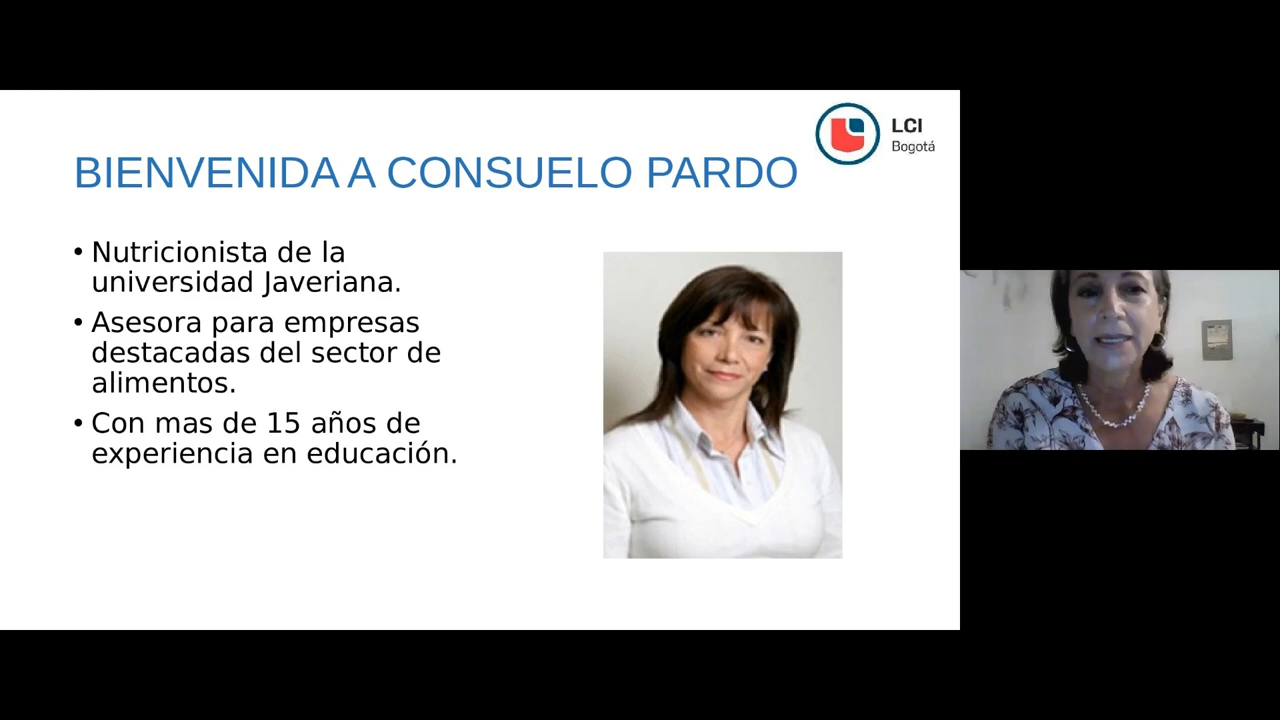 LCI
Bogotá
BIENVENIDA A CONSUELO PARDO
• Nutricionista de la
universidad Javeriana.
• Asesora para empresas
destacadas del sector de
alimentos.
• Con mas de 15 años de
experiencia en educación.